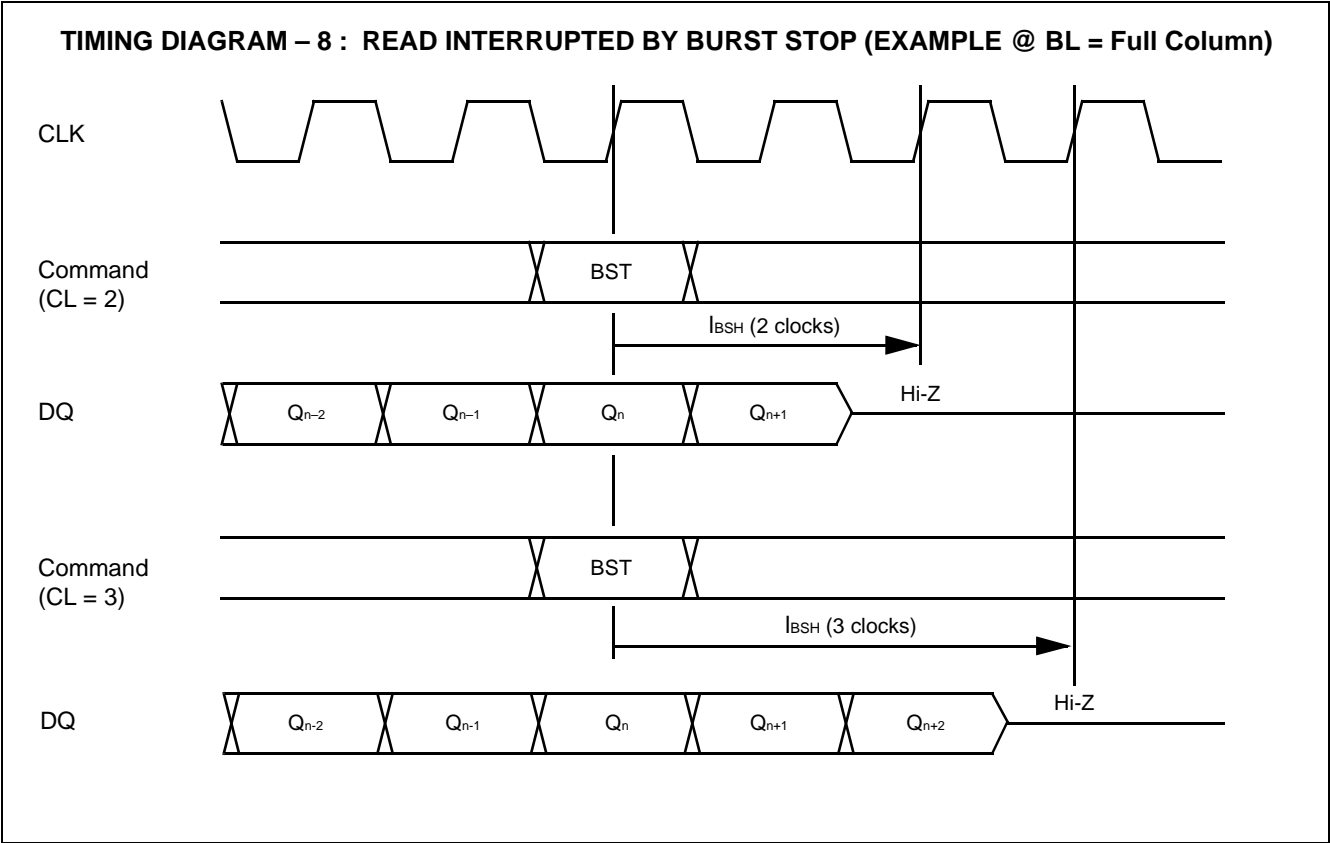 TIMING DIAGRAM – 8 : READ INTERRUPTED BY BURST STOP (EXAMPLE @ BL = Full Column)
CLK
Command
(CL = 2)
BST
IBSH (2 clocks)
DQ
Qn–2
Qn–1
Qn
Qn+1
Hi-Z
Command
(CL = 3)
BST
IBSH (3 clocks)
DQ
Qn-2
Qn-1
Qn
Qn+1
Qn+2
Hi-Z